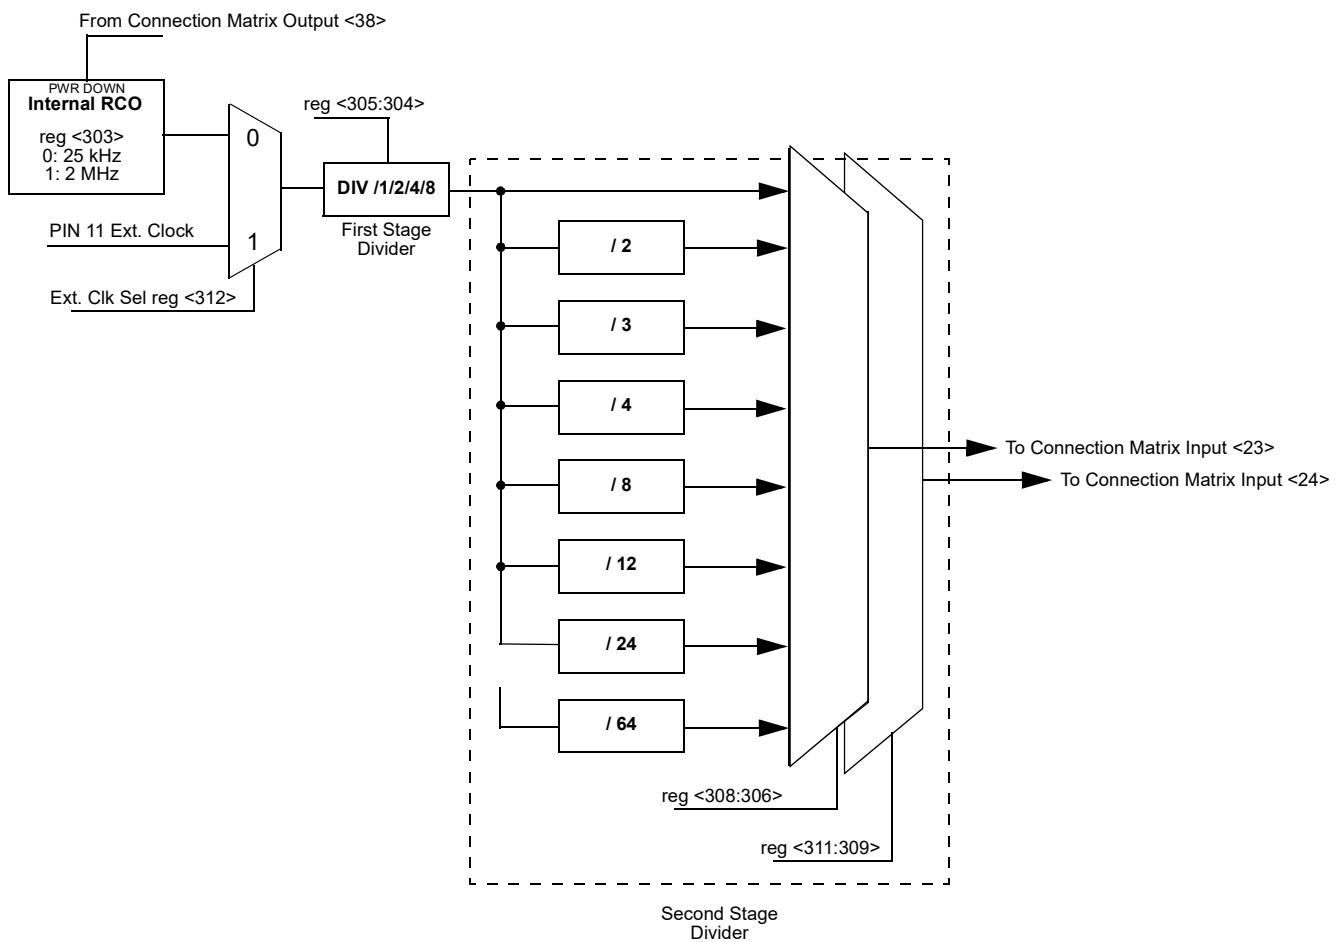 From Connection Matrix Output <38>
PWR DOWN
Internal RCO
reg <303>
0: 25 kHz
1: 2 MHz
0
1
PIN 11 Ext. Clock
Ext. Clk Sel reg <312>
reg <305:304>
DIV /1/2/4/8
First Stage
Divider
/ 2
/ 3
/ 4
/ 8
/ 12
/ 24
/ 64
To Connection Matrix Input <23>
To Connection Matrix Input <24>
reg <308:306>
reg <311:309>
Second Stage
Divider